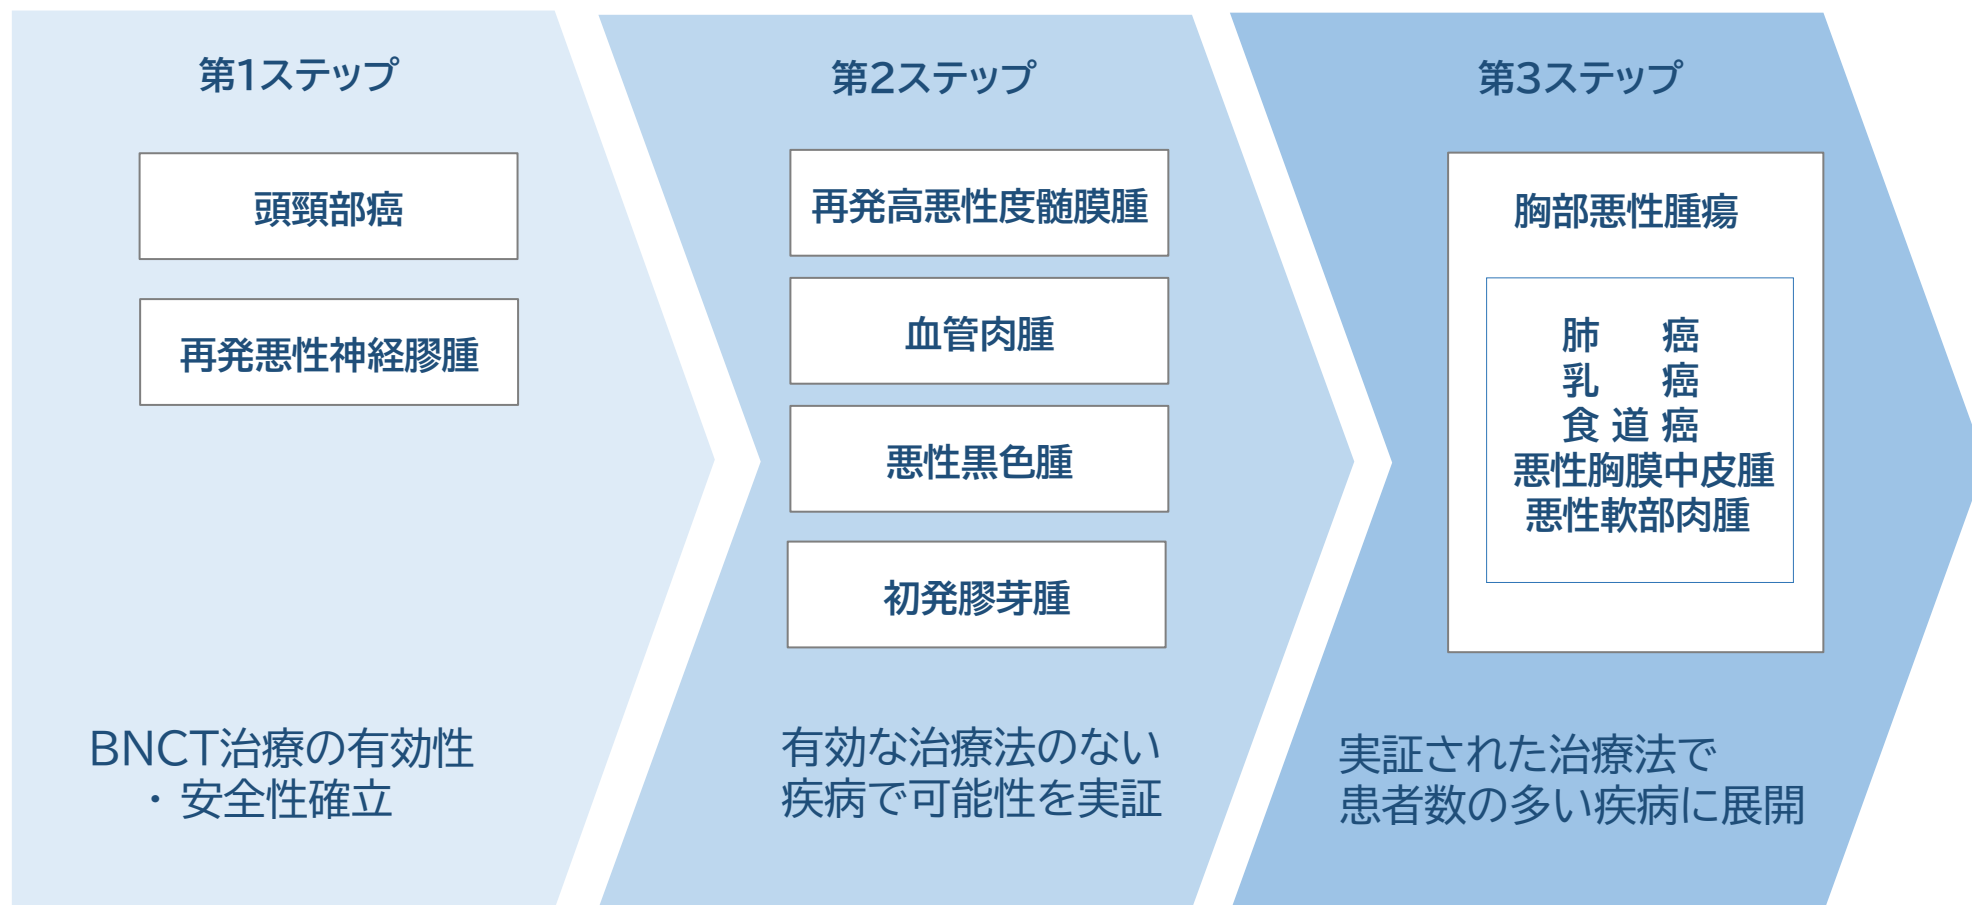 第1ステップ
頭頸部癌
再発悪性神経膠腫
BNCT治療の有効性
・安全性確立
第2ステップ
再発高悪性度髄膜腫
血管肉腫
悪性黒色腫
初発膠芽腫
有効な治療法のない
疾病で可能性を実証
第3ステップ
胸部悪性腫瘍
肺　癌
乳　癌
食 道 癌
悪性胸膜中皮腫
悪性軟部肉腫
実証された治療法で
患者数の多い疾病に展開